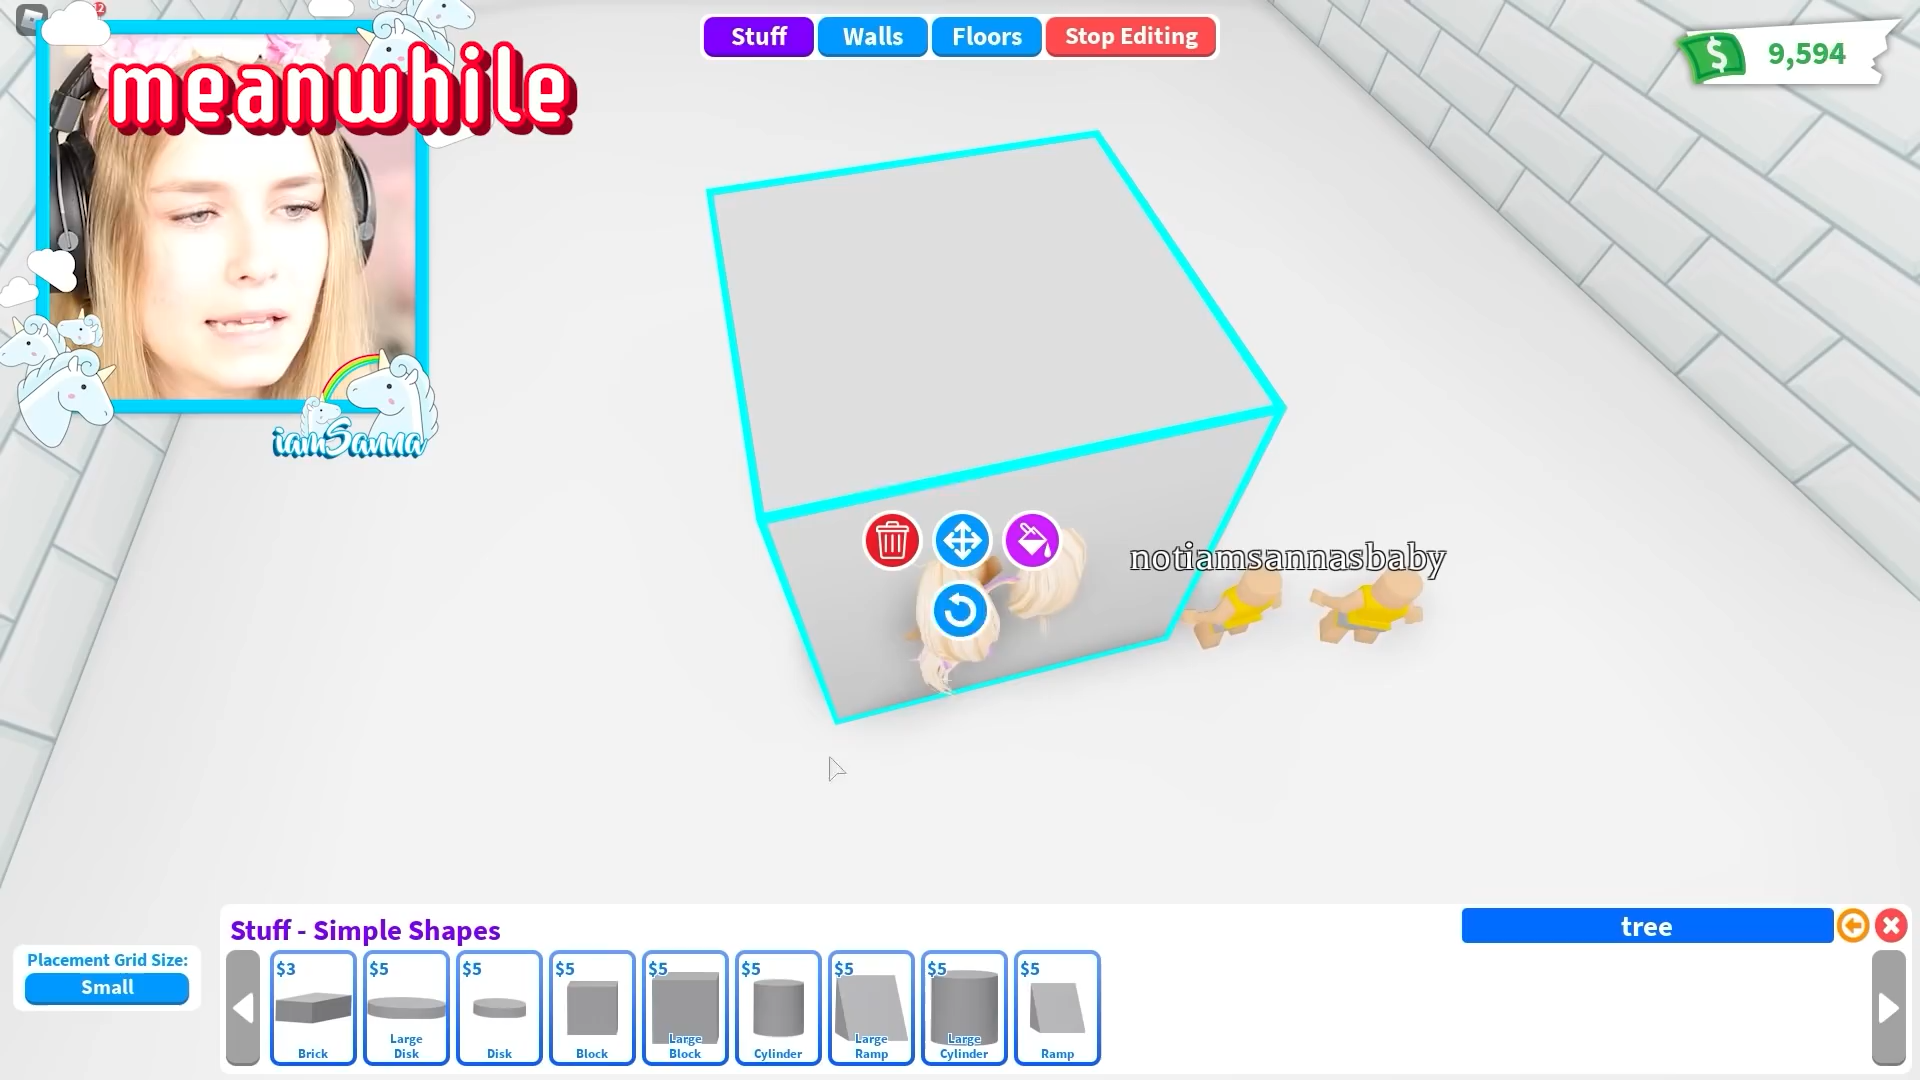 meanwhile
Stuff
Walls
Floors
Stop Editing
$ 9,594
iamSanna
notiamsannasbaby
Stuff - Simple Shapes
tree
Placement Grid Size:
Small
$3
Brick
$5
Large
Disk
$5
Disk
$5
Block
$5
Large
Block
$5
Cylinder
$5
Large
Ramp
$5
Large
Cylinder
$5
Ramp